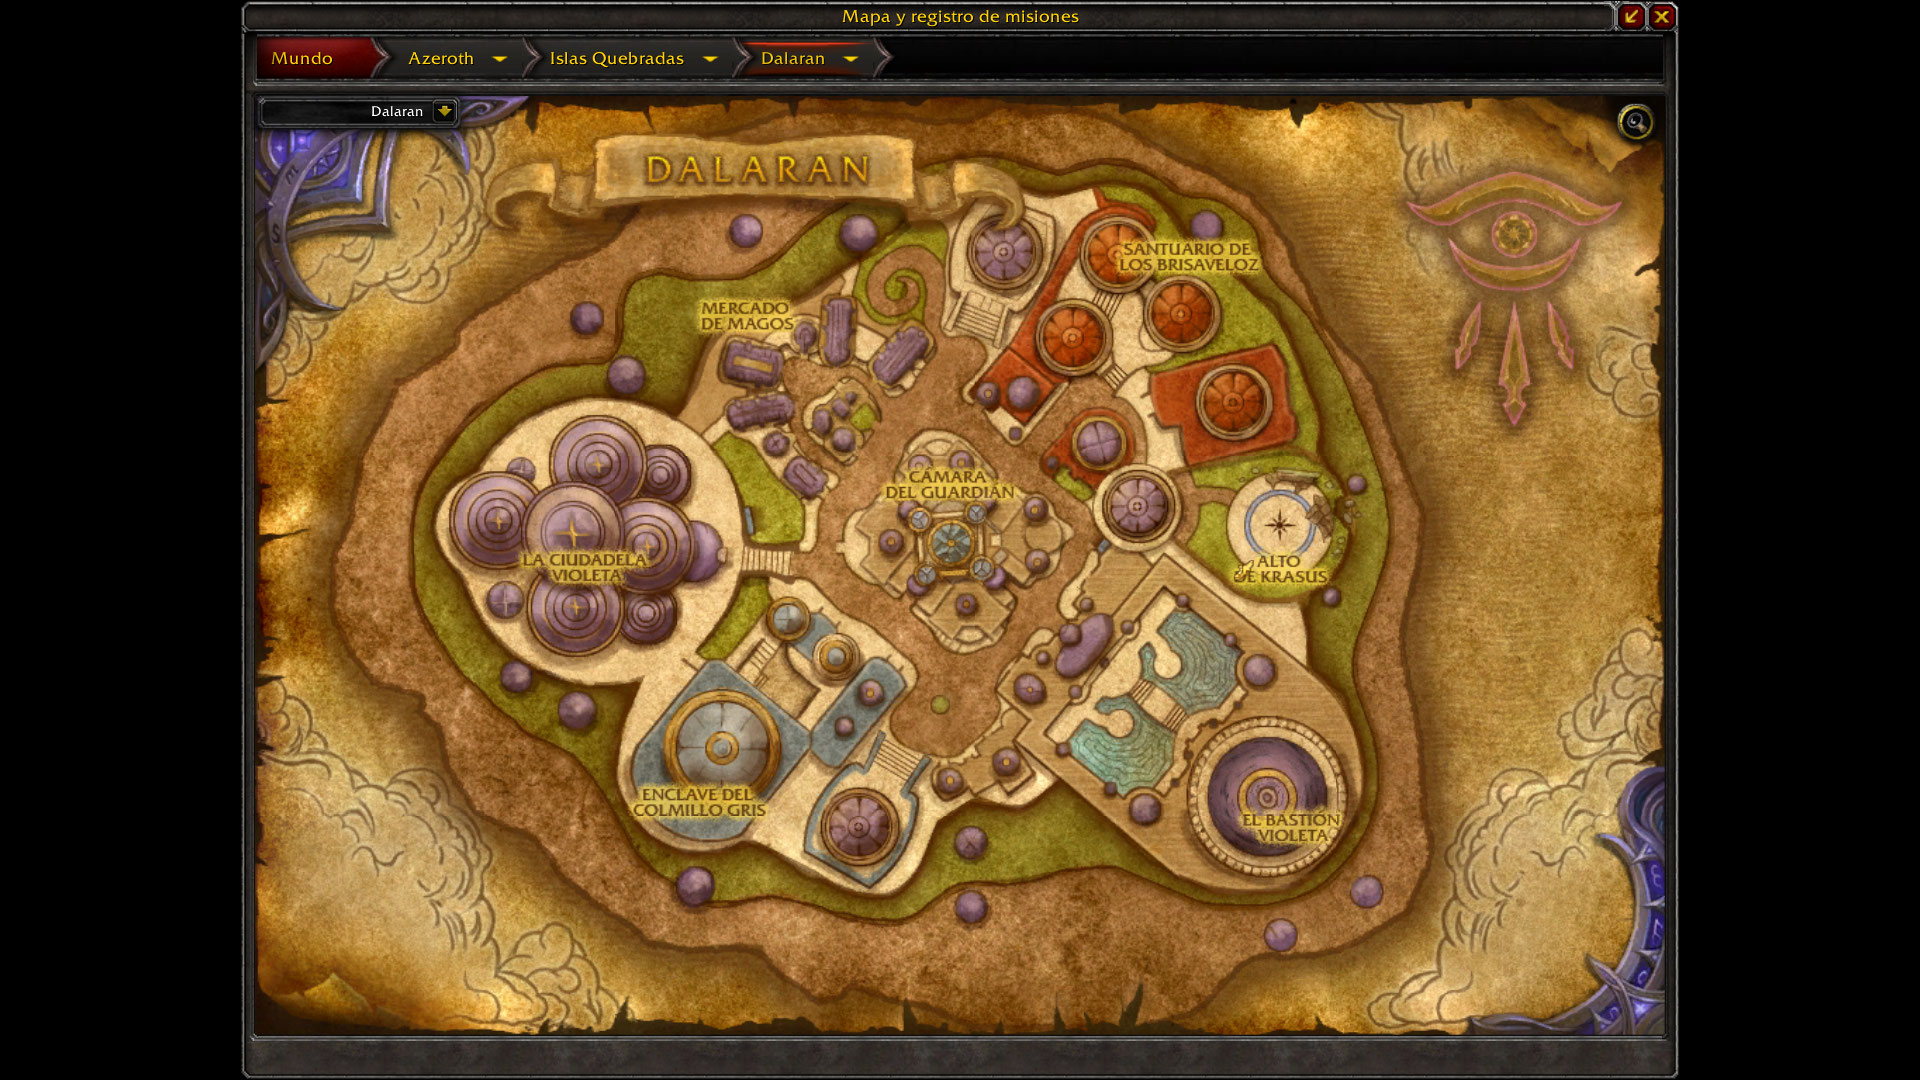 Mapa y registro de misiones
Mundo
Azeroth
Islas Quebradas
Dalaran
Dalaran
DALARAN
SANTUARIO DE
LOS BRISAVELOZ
MERCADO
DE MAGOS
CÁMARA
DEL GUARDIÁN
LA CIUDADELA
VIOLETA
ALTO
DE KRASUS
ENCLAVE DEL
COLMILLO GRIS
EL BASTIÓN
VIOLETA